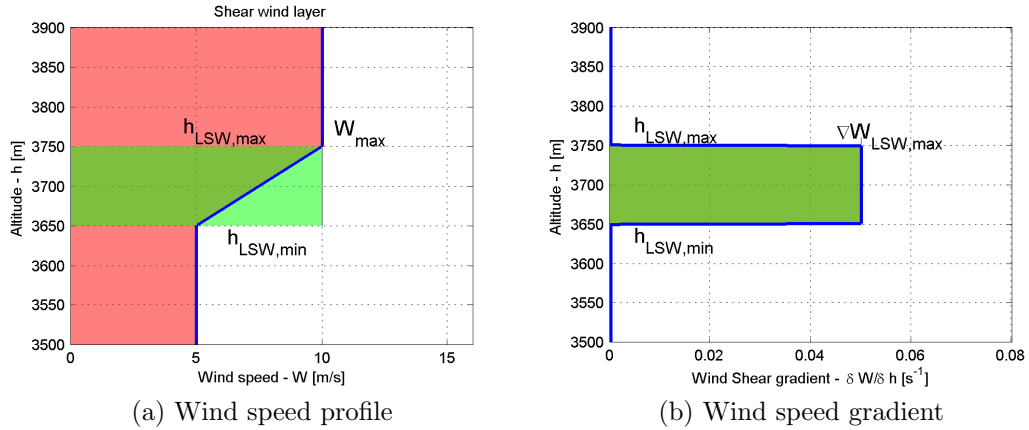 Shear wind layer
3900
3850
3800
3750
3700
3650
3600
3550
3500
Altitude - h [m]
h_LSW,max
W_max
h_LSW,min
0
5
10
15
Wind speed - W [m/s]
(a) Wind speed profile
3900
3850
3800
3750
3700
3650
3600
3550
3500
Altitude - h [m]
h_LSW,max
∇W_LSW,max
h_LSW,min
0
0.02
0.04
0.06
0.08
Wind Shear gradient - δ W/δ h [s⁻¹]
(b) Wind speed gradient